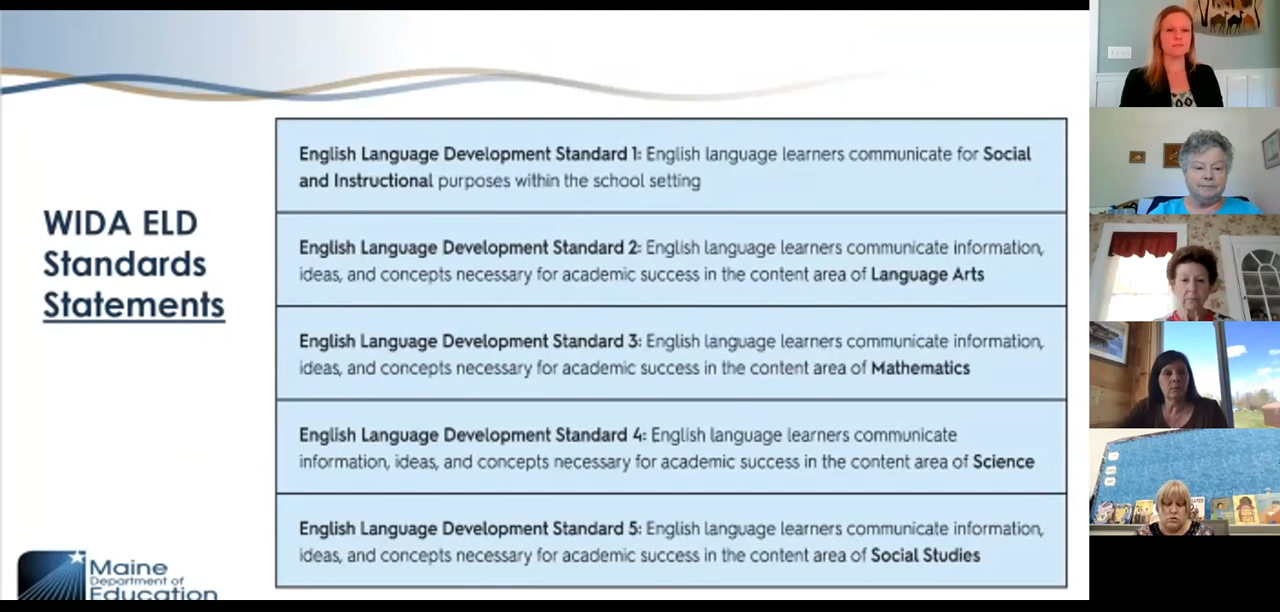 WIDA ELD
Standards
Statements
English Language Development Standard 1: English language learners communicate for Social
and Instructional purposes within the school setting
English Language Development Standard 2: English language learners communicate information,
ideas, and concepts necessary for academic success in the content area of Language Arts
English Language Development Standard 3: English language learners communicate information,
ideas, and concepts necessary for academic success in the content area of Mathematics
English Language Development Standard 4: English language learners communicate
information, ideas, and concepts necessary for academic success in the content area of Science
English Language Development Standard 5: English language learners communicate information,
ideas, and concepts necessary for academic success in the content area of Social Studies
Maine
Department of
Education